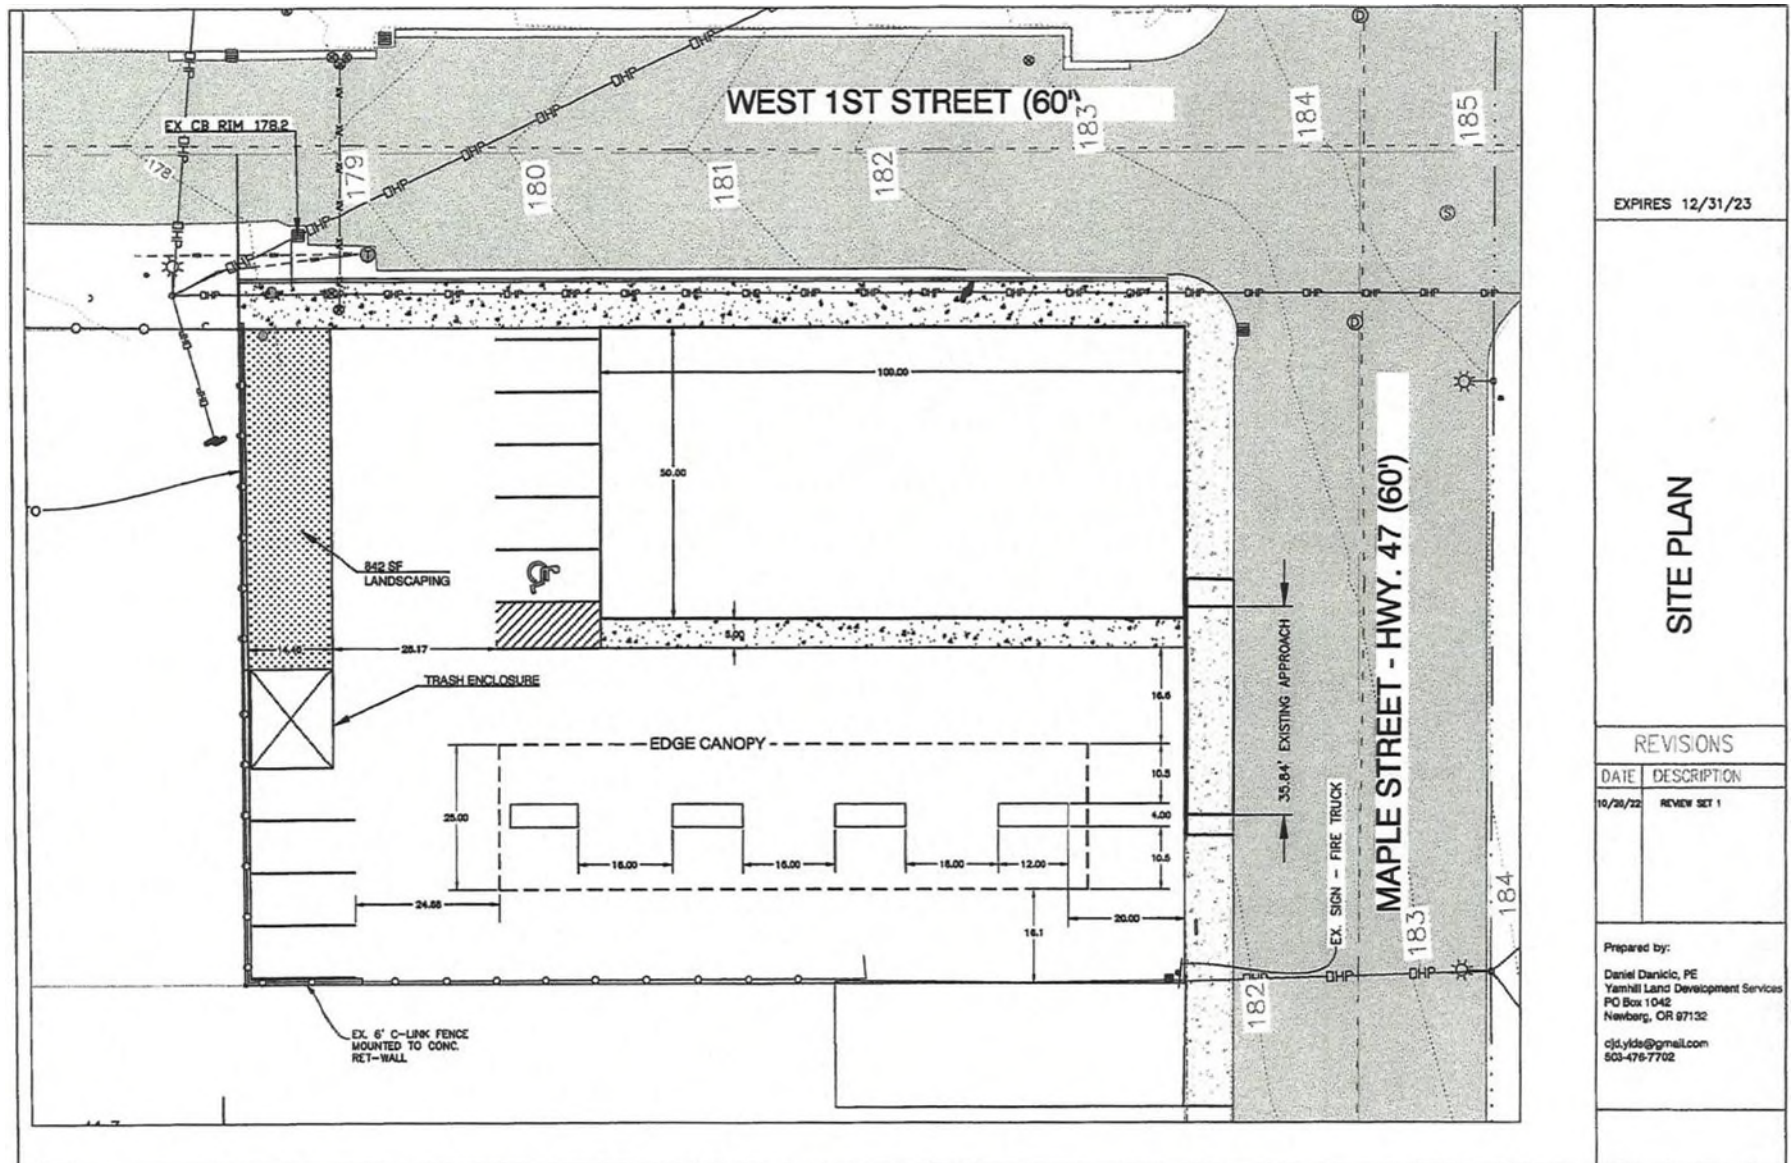 WEST 1ST STREET (60')
EX CB RIM 178.2
178
179
180
181
182
183
184
185
OHP
100.00
50.00
842 SF
LANDSCAPING
5.00
25.17
TRASH ENCLOSURE
EDGE CANOPY
16.6
10.5
4.00
10.5
25.00
16.00
16.00
12.00
24.88
20.00
16.1
35.84' EXISTING APPROACH
EX. SIGN - FIRE TRUCK
MAPLE STREET - HWY. 47 (60')
182
183
184
EX. 6' C-LINK FENCE
MOUNTED TO CONC.
RET-WALL
EXPIRES 12/31/23
SITE PLAN
REVISIONS
DATE DESCRIPTION
10/20/22 REVIEW SET 1
Prepared by:
Daniel Danicic, PE
Yamhill Land Development Services
PO Box 1042
Newberg, OR 97132
cjd.ylds@gmail.com
503-476-7702